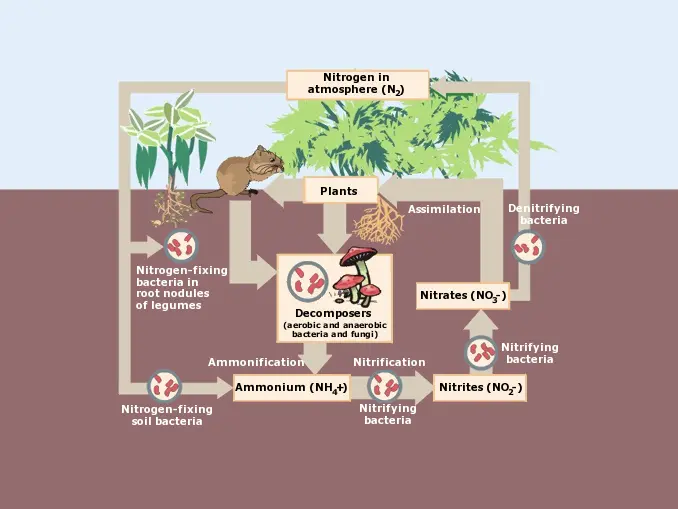 Nitrogen in
atmosphere (N₂)
Plants
Assimilation
Denitrifying
bacteria
Nitrogen-fixing
bacteria in
root nodules
of legumes
Decomposers
(aerobic and anaerobic
bacteria and fungi)
Nitrates (NO₃-)
Nitrifying
bacteria
Ammonification
Nitrification
Ammonium (NH₄+)
Nitrites (NO₂-)
Nitrogen-fixing
soil bacteria
Nitrifying
bacteria